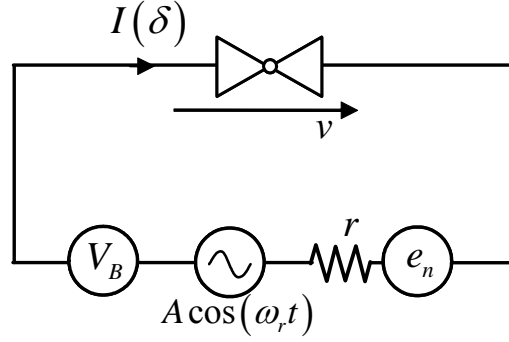 I(δ)
v
r
V_B
e_n
A cos(ω_r t)